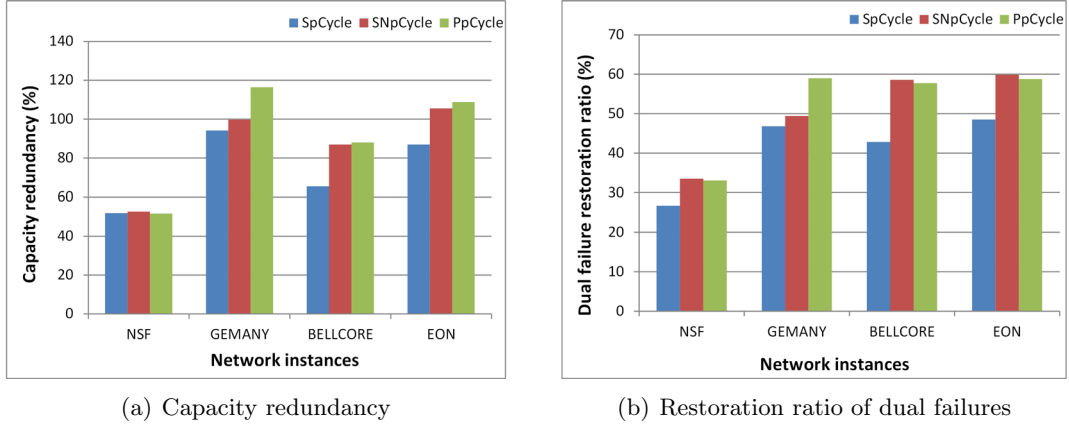 SpCycle SNpCycle PpCycle
Capacity redundancy (%)
140
120
100
80
60
40
20
0
NSF GEMANY BELLCORE EON
Network instances
(a) Capacity redundancy
SpCycle SNpCycle PpCycle
Dual failure restoration ratio (%)
70
60
50
40
30
20
10
0
NSF GEMANY BELLCORE EON
Network instances
(b) Restoration ratio of dual failures